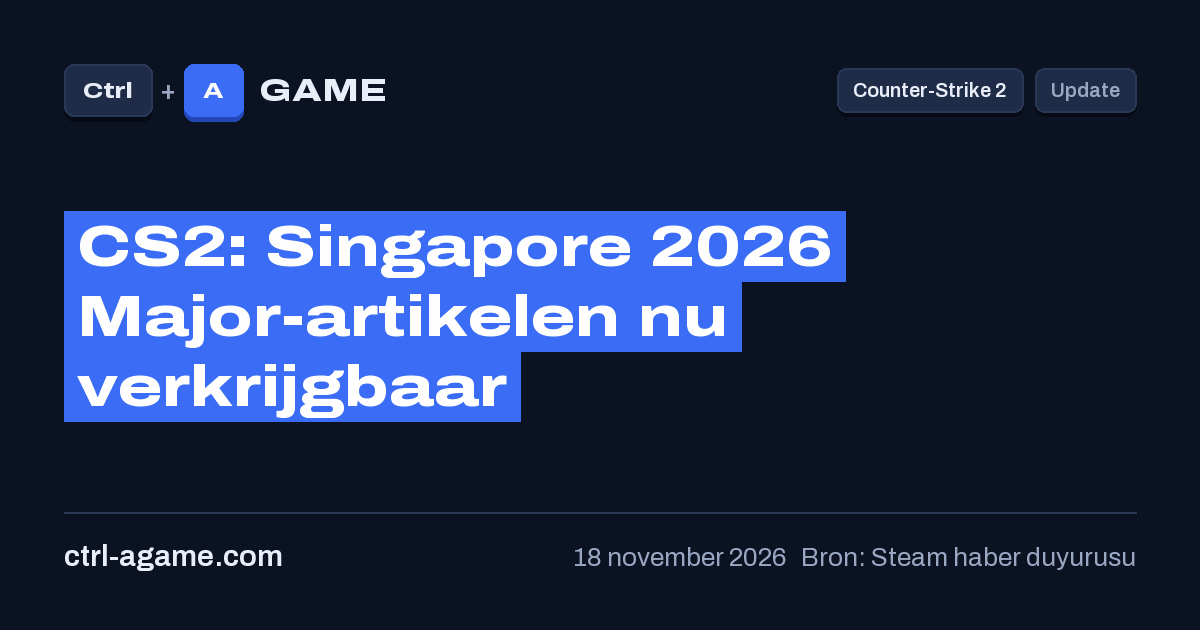 Ctrl + A GAME
Counter-Strike 2 Update
CS2: Singapore 2026
Major-artikelen nu
verkrijgbaar
ctrl-agame.com
18 november 2026 Bron: Steam haber duyurusu